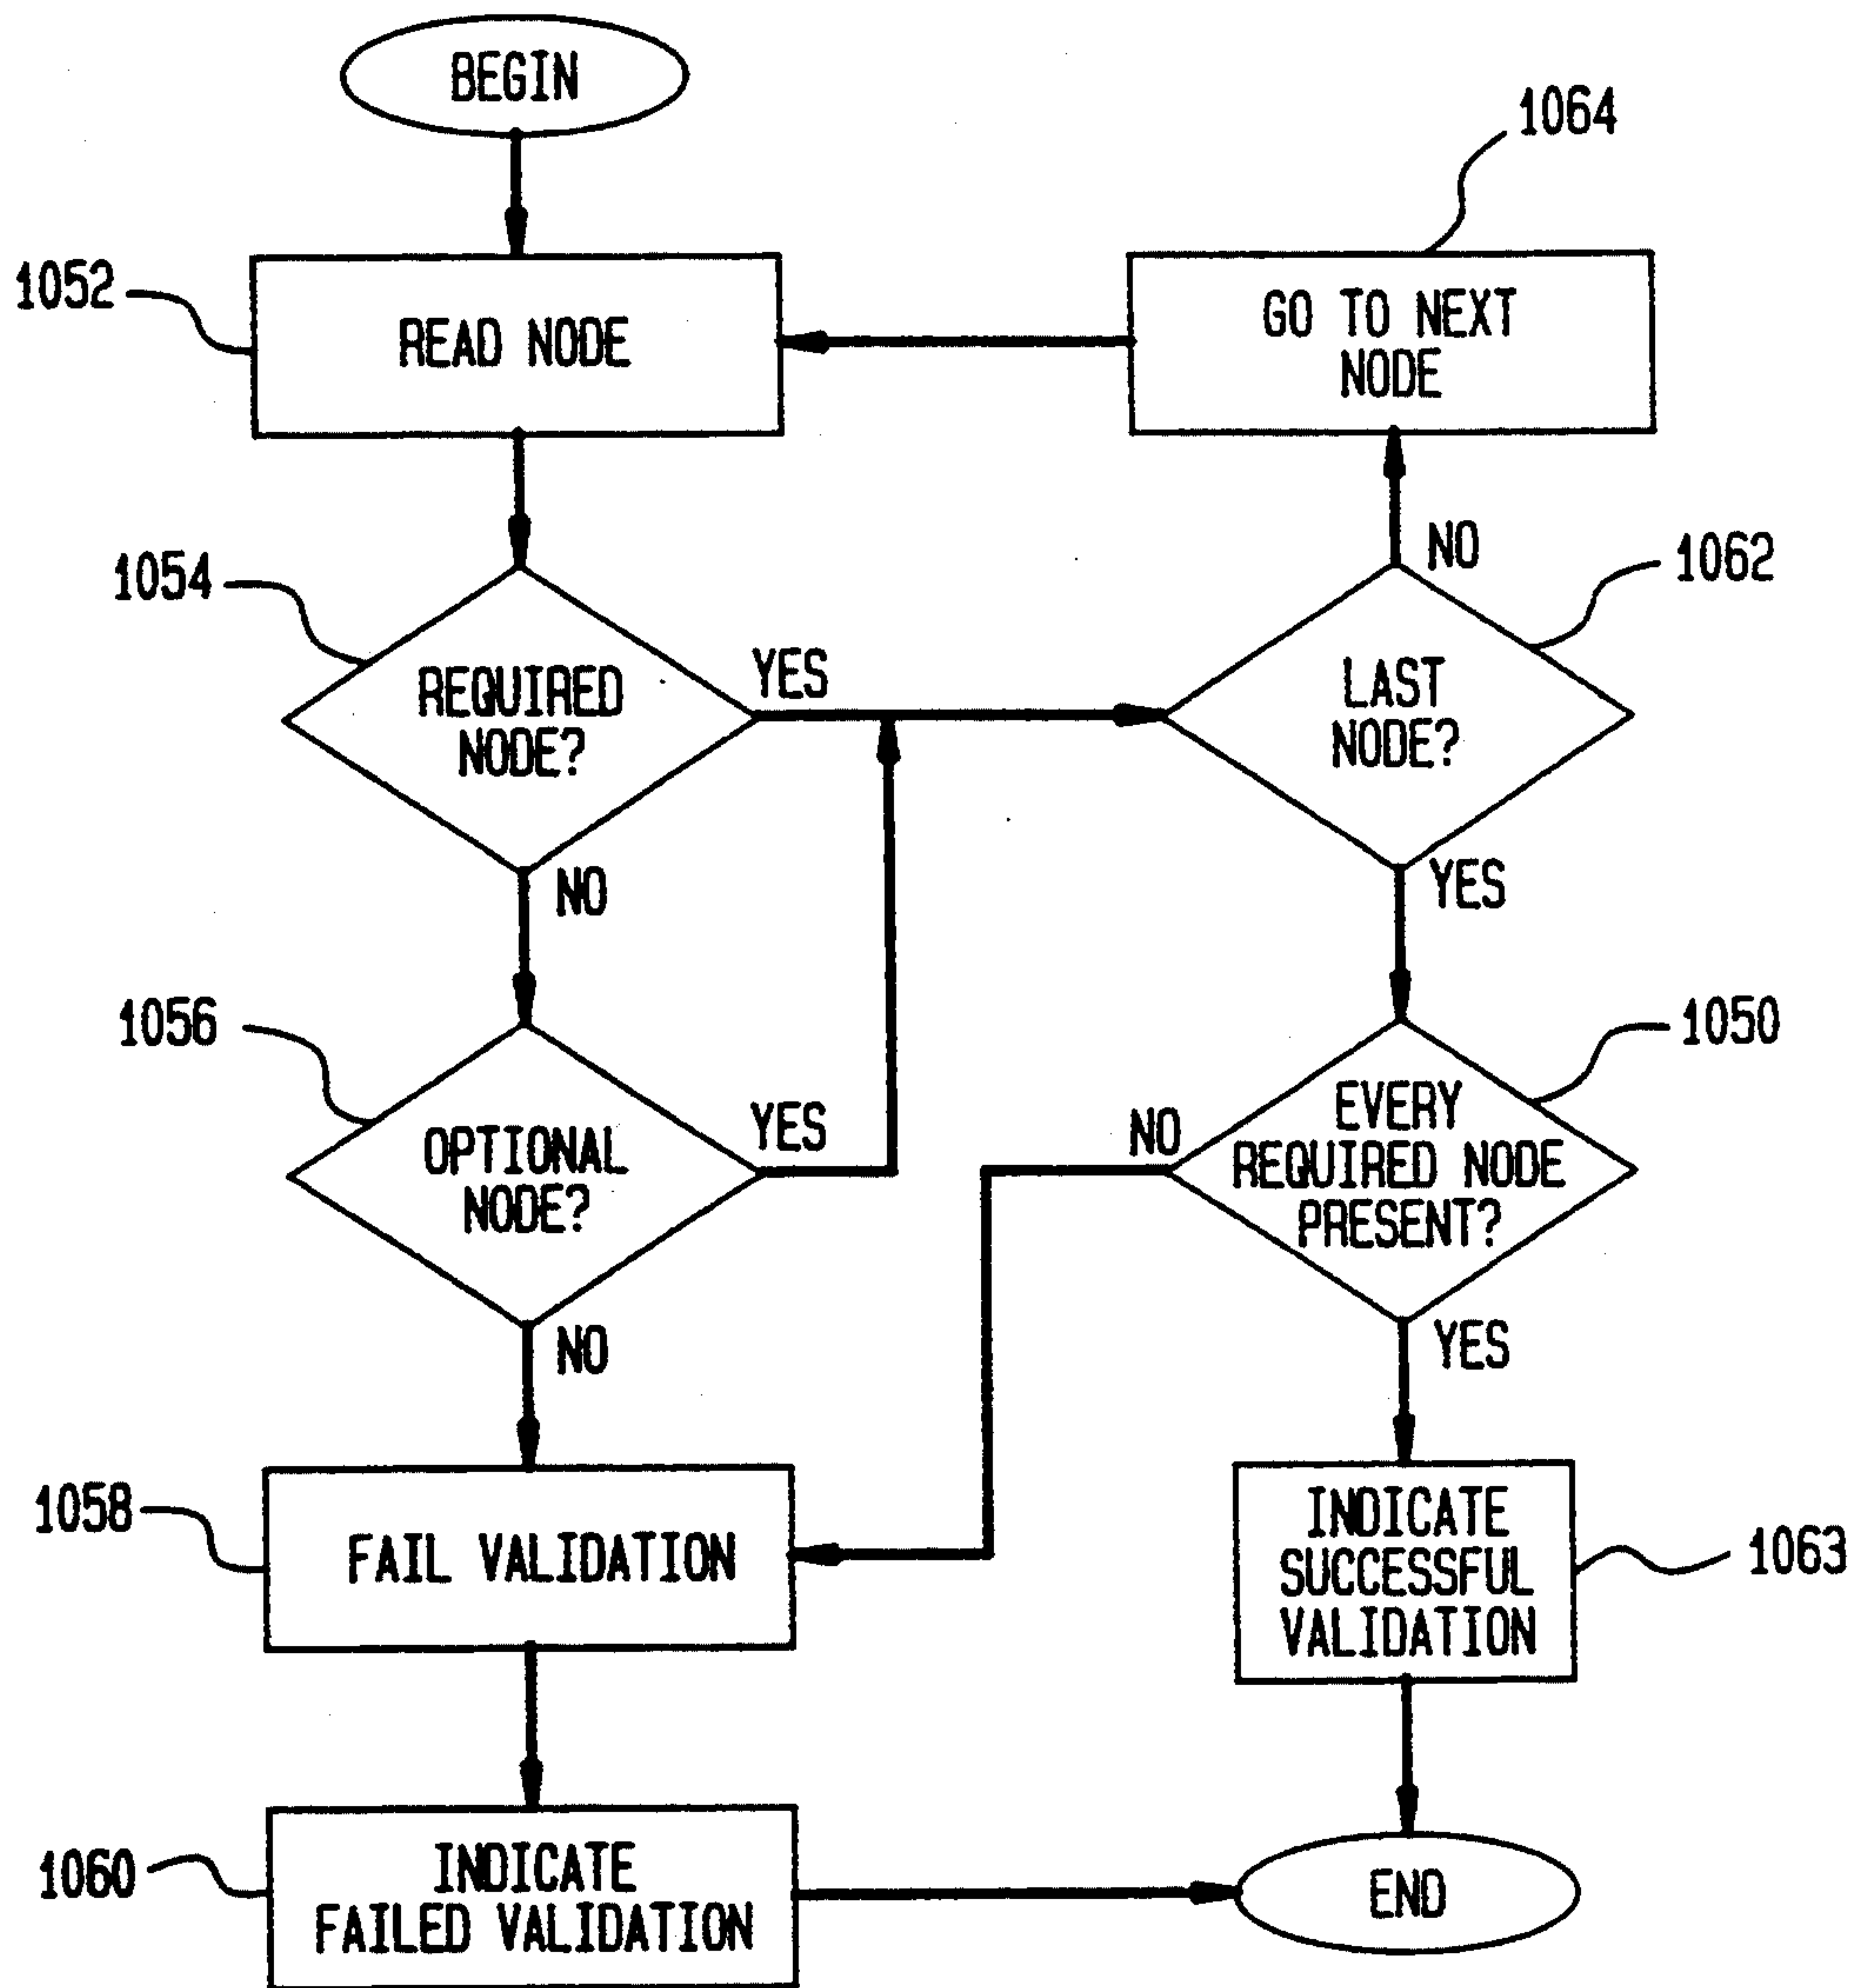 BEGIN
1064
1052
READ NODE
GO TO NEXT
NODE
NO
1054
1062
REQUIRED
NODE?
YES
LAST
NODE?
NO
YES
1056
1050
OPTIONAL
NODE?
YES
NO
EVERY
REQUIRED NODE
PRESENT?
NO
YES
1058
FAIL VALIDATION
INDICATE
SUCCESSFUL
VALIDATION
1063
1060
INDICATE
FAILED VALIDATION
END